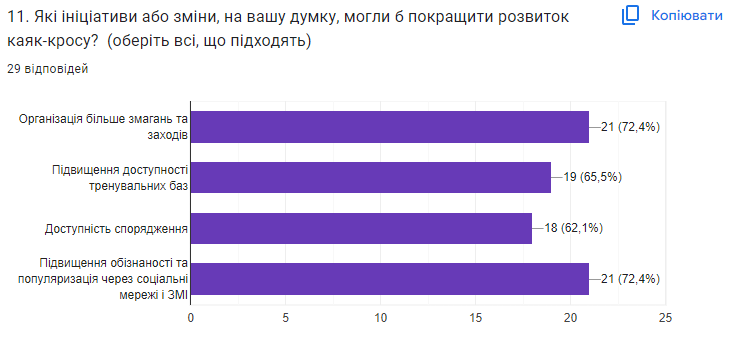 11. Які ініціативи або зміни, на вашу думку, могли б покращити розвиток
каяк-кросу? (оберіть всі, що підходять)
Копіювати
29 відповідей
Організація більше змагань та
заходів
21 (72,4%)
Підвищення доступності
тренувальних баз
19 (65,5%)
Доступність спорядження
18 (62,1%)
Підвищення обізнаності та
популяризація через соціальні
мережі і ЗМІ
21 (72,4%)
0 5 10 15 20 25